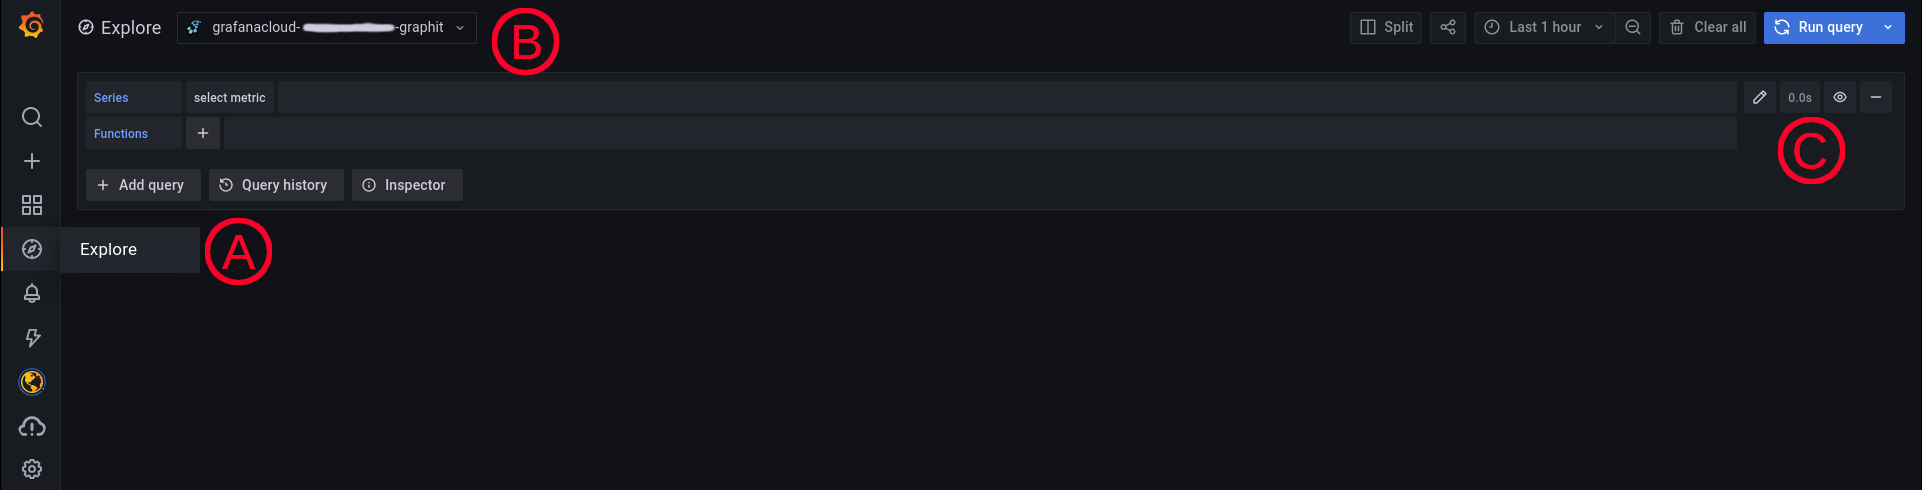 Explore grafanacloud- -graphit Split Last 1 hour Clear all Run query
B
Series select metric 0.0s
Functions
C
Add query Query history Inspector
Explore
A